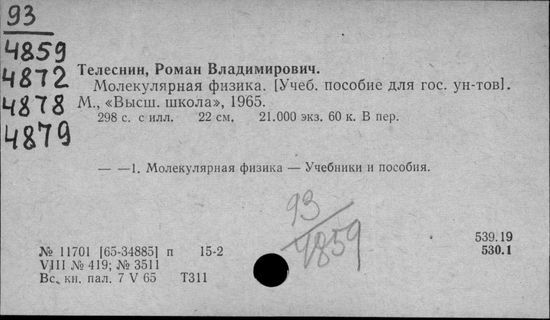 93
4859
4872
4878
4879
Телеснин, Роман Владимирович.
Молекулярная физика. [Учеб. пособие для гос. ун-тов].
М., «Высш. школа», 1965.
298 с. с илл. 22 см. 21.000 экз. 60 к. В пер.
— —1. Молекулярная физика — Учебники и пособия.
93
4859
539.19
№ 11701 [65-34885] п 15-2 530.1
VIII № 419; № 3511
Вс. кн. пал. 7 V 65 Т311